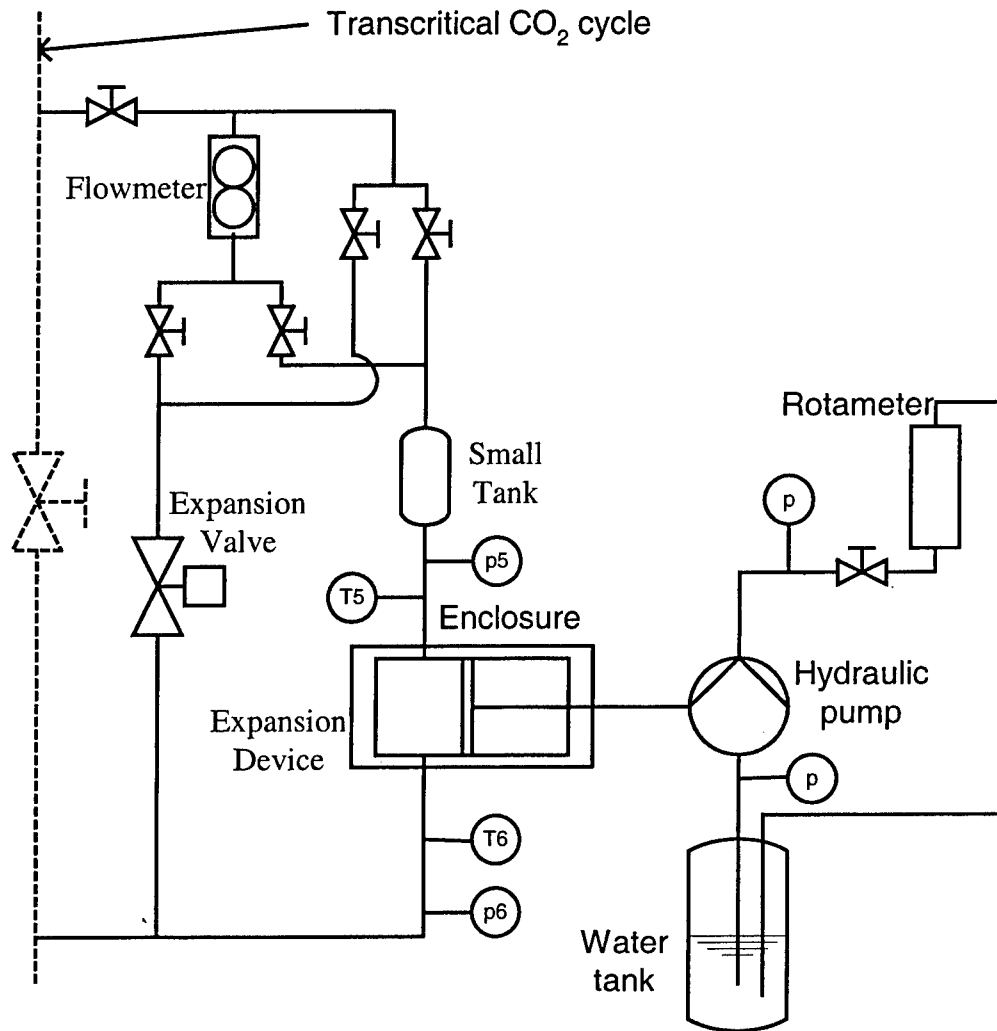 Transcritical CO₂ cycle
Flowmeter
Rotameter
Small
Tank
Expansion
Valve
p
p5
T5
Enclosure
Hydraulic
pump
Expansion
Device
p
T6
p6
Water
tank